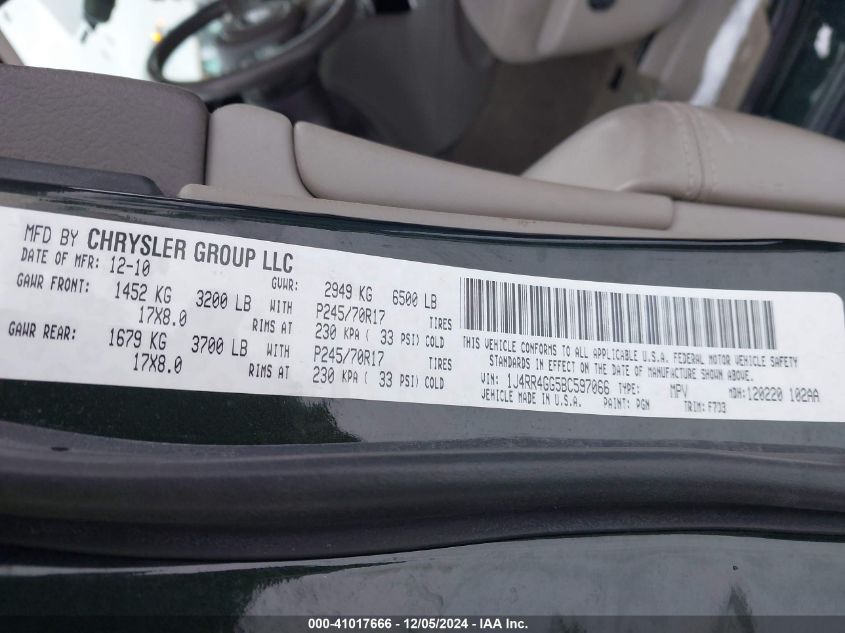 MFD BY CHRYSLER GROUP LLC
DATE OF MFR: 12-10 GVWR: 2949 KG 6500 LB
GAWR FRONT: 1452 KG 3200 LB WITH P245/70R17 TIRES
17X8.0 RIMS AT 230 KPA ( 33 PSI) COLD
GAWR REAR: 1679 KG 3700 LB WITH P245/70R17 TIRES
17X8.0 RIMS AT 230 KPA ( 33 PSI) COLD
THIS VEHICLE CONFORMS TO ALL APPLICABLE U.S.A. FEDERAL MOTOR VEHICLE SAFETY
STANDARDS IN EFFECT ON THE DATE OF MANUFACTURE SHOWN ABOVE.
VIN: 1J4RR4GG5BC597066 TYPE: MPV MDH: 120220 102AA
VEHICLE MADE IN U.S.A. PAINT: PGN TRIM: F7D3
000-41017666 - 12/05/2024 - IAA Inc.